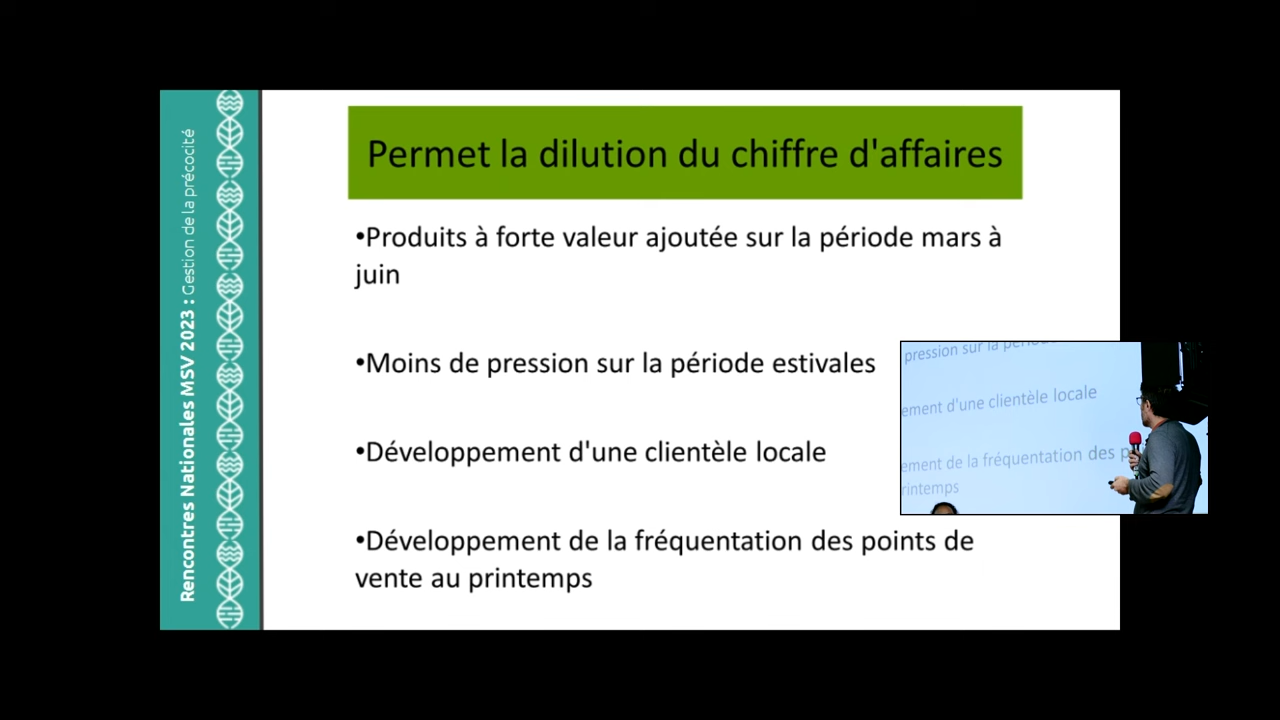 Rencontres Nationales MSV 2023 : Gestion de la précocité
Permet la dilution du chiffre d'affaires
•Produits à forte valeur ajoutée sur la période mars à
juin
•Moins de pression sur la période estivales
•Développement d'une clientèle locale
•Développement de la fréquentation des points de
vente au printemps
pression sur la
ement d'une clientèle locale
ement de la fréquentation des p
rintemps